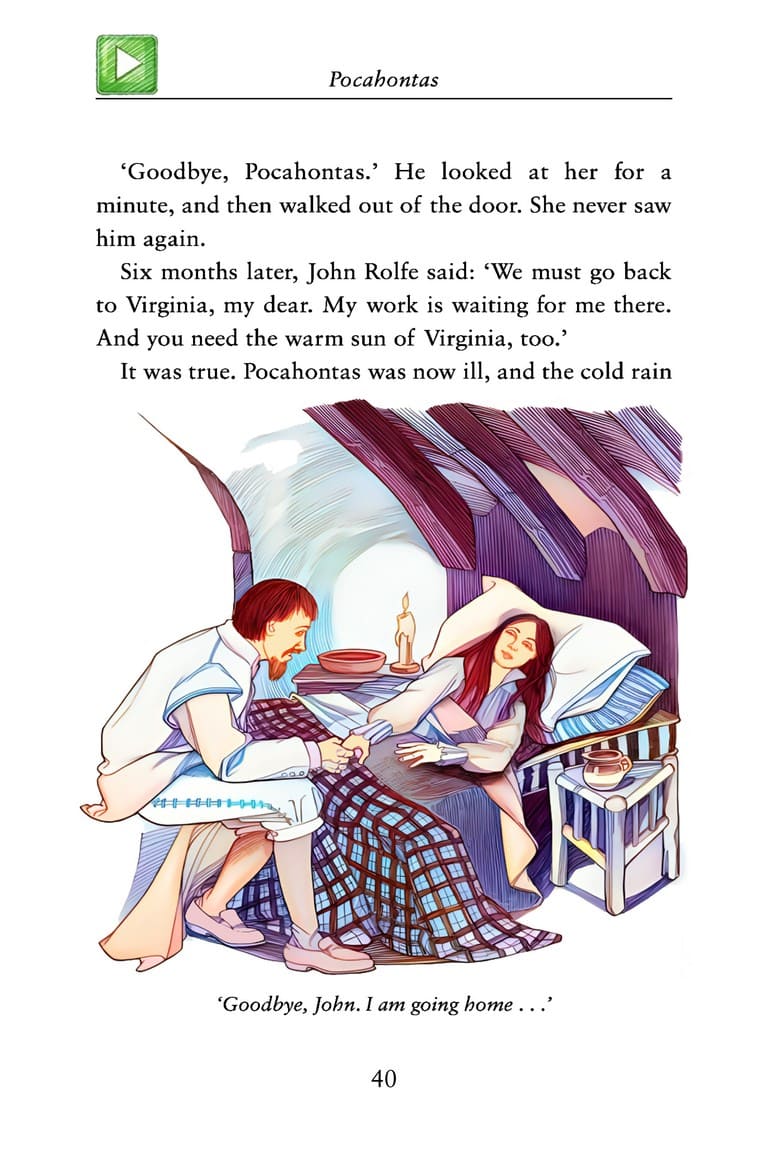 Pocahontas
‘Goodbye, Pocahontas.’ He looked at her for a
minute, and then walked out of the door. She never saw
him again.
Six months later, John Rolfe said: ‘We must go back
to Virginia, my dear. My work is waiting for me there.
And you need the warm sun of Virginia, too.’
It was true. Pocahontas was now ill, and the cold rain
‘Goodbye, John. I am going home . . .’
40